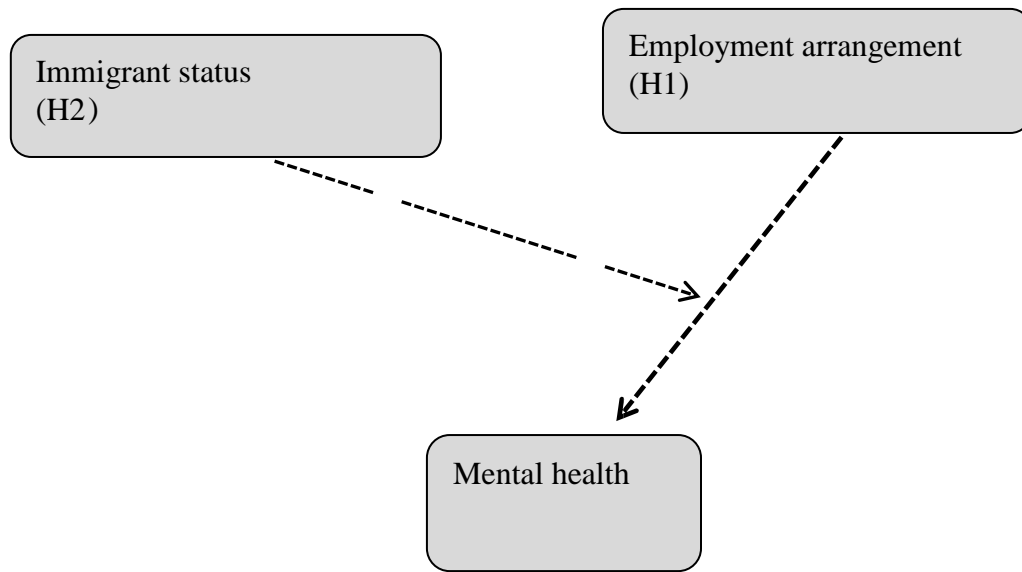 Immigrant status
(H2)
Employment arrangement
(H1)
Mental health